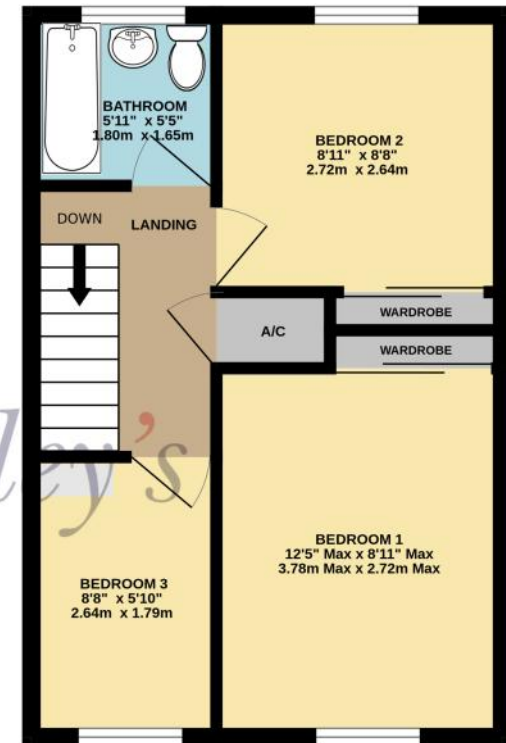 BATHROOM
5'11" x 5'5"
1.80m x 1.65m
BEDROOM 2
8'11" x 8'8"
2.72m x 2.64m
DOWN
LANDING
WARDROBE
A/C
WARDROBE
ley's
BEDROOM 1
12'5" Max x 8'11" Max
3.78m Max x 2.72m Max
BEDROOM 3
8'8" x 5'10"
2.64m x 1.79m